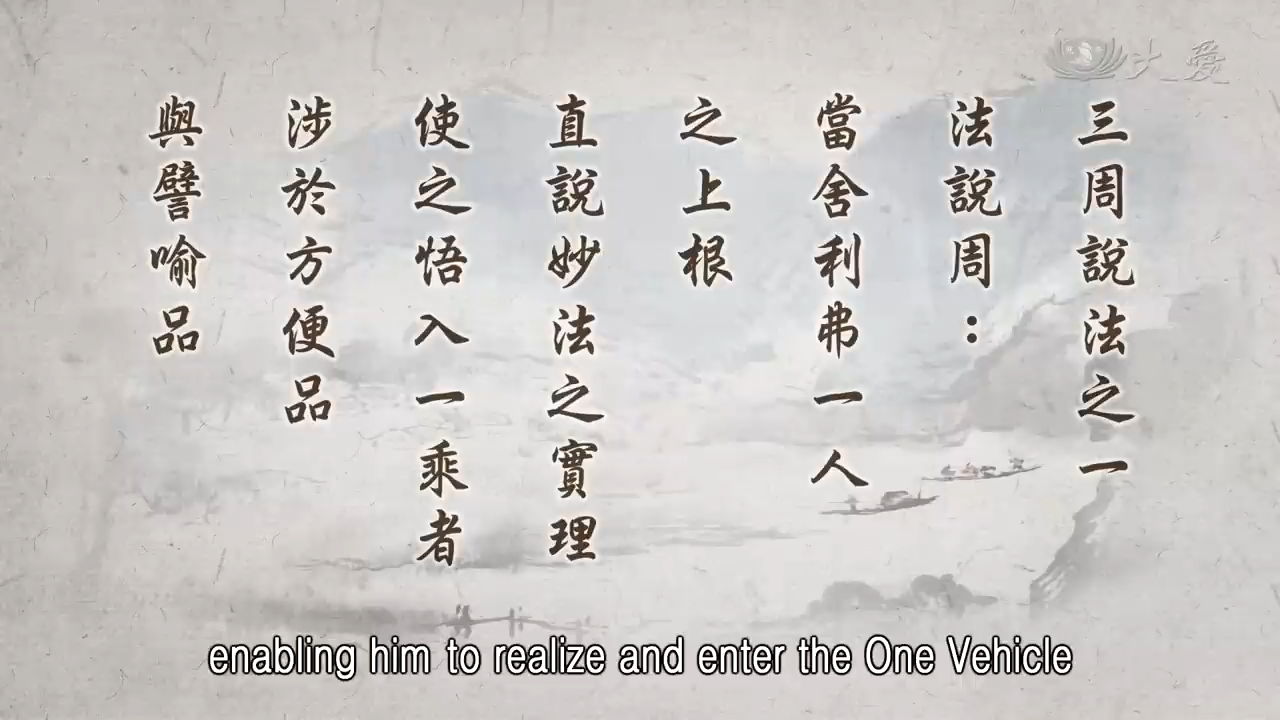 三周說法之一
法說周：
當舍利弗一人
之上根
直說妙法之實理
使之悟入一乘者
涉於方便品
與譬喻品
大愛
enabling him to realize and enter the One Vehicle